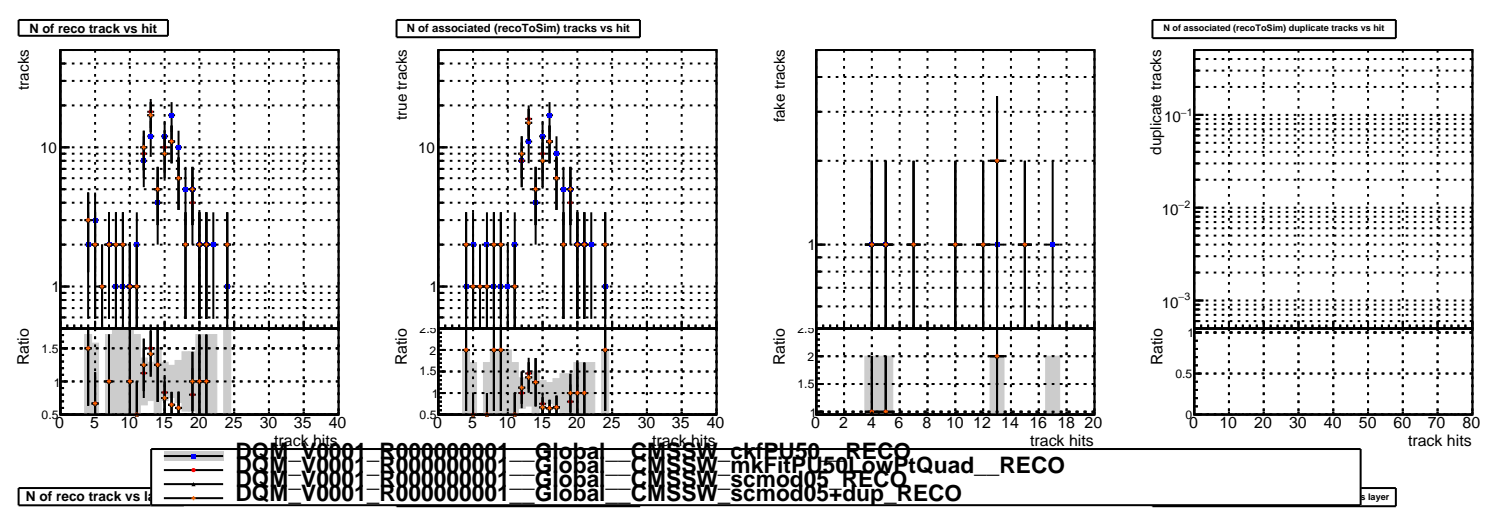 N of reco track vs hit
N of associated (recoToSim) tracks vs hit
N of associated (recoToSim) duplicate tracks vs hit
tracks
10
1
Ratio
1.5
1
0.5
0 5 10 15 20 25 30 35 40
track hits
true tracks
10
1
Ratio
2.5
2
1.5
1
0.5
0 5 10 15 20 25 30 35 40
track hits
fake tracks
1
Ratio
2.5
2
1.5
1
0 2 4 6 8 10 12 14 16 18 20
track hits
duplicate tracks
10−1
10−2
10−3
Ratio
1
0.5
0
0 10 20 30 40 50 60 70 80
track hits
DQM_V0001_R000000001__Global__CMSSW_ckfPU50__RECO
DQM_V0001_R000000001__Global__CMSSW_mkFitPU50LowPtQuad__RECO
DQM_V0001_R000000001__Global__CMSSW_scmod05_RECO
DQM_V0001_R000000001__Global__CMSSW_scmod05+dup_RECO
N of reco track vs la
s layer